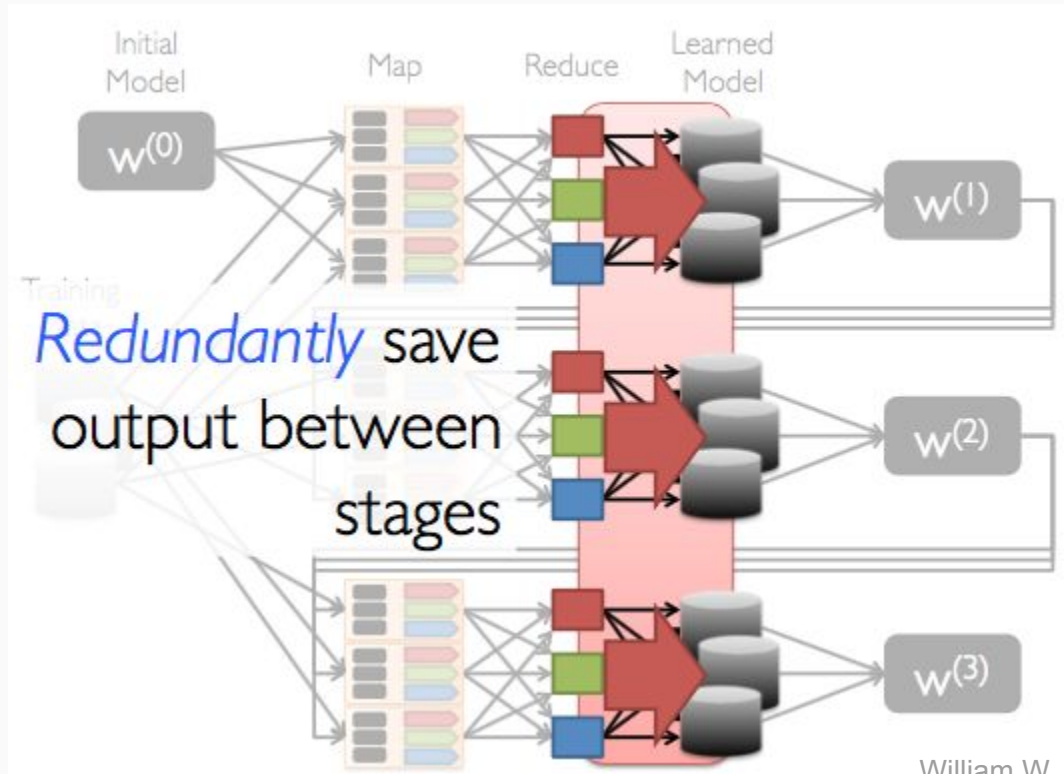 Initial
Model
Map
Reduce
Learned
Model
w(0)
w(1)
Training
Redundantly save
output between
stages
w(2)
w(3)
William W